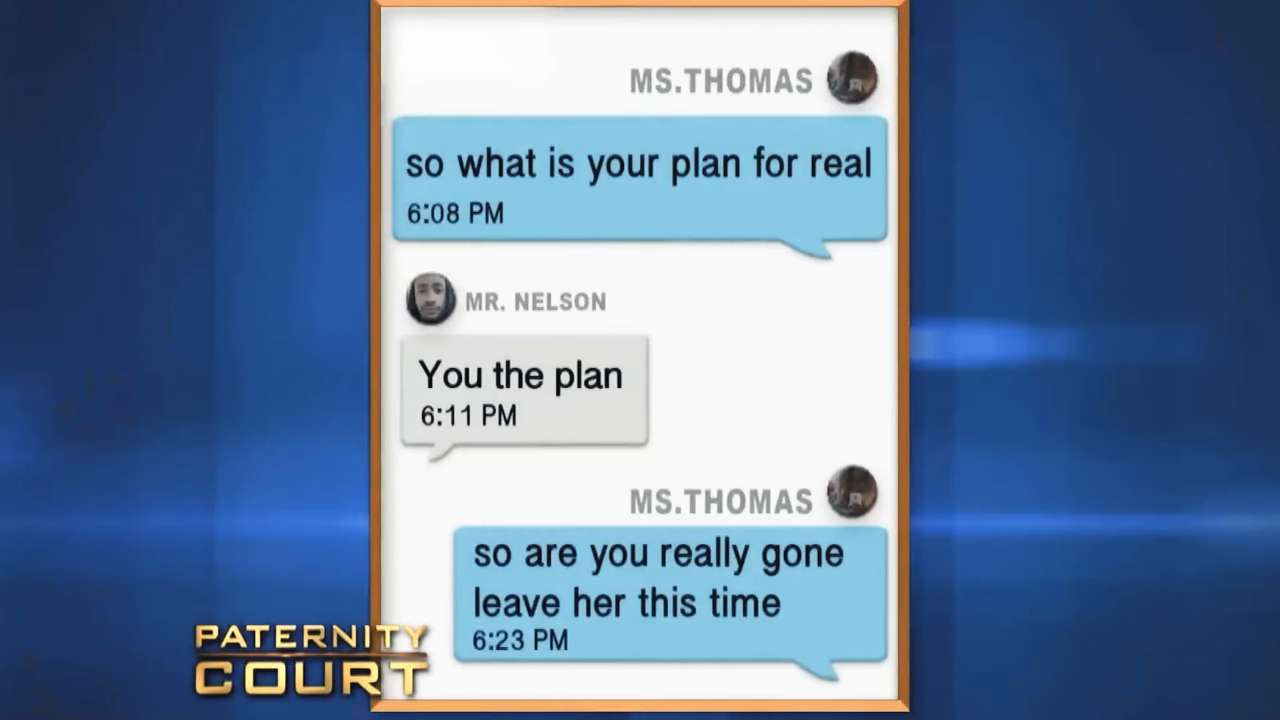 MS.THOMAS
so what is your plan for real
6:08 PM
MR. NELSON
You the plan
6:11 PM
MS.THOMAS
so are you really gone
leave her this time
6:23 PM
PATERNITY
COURT